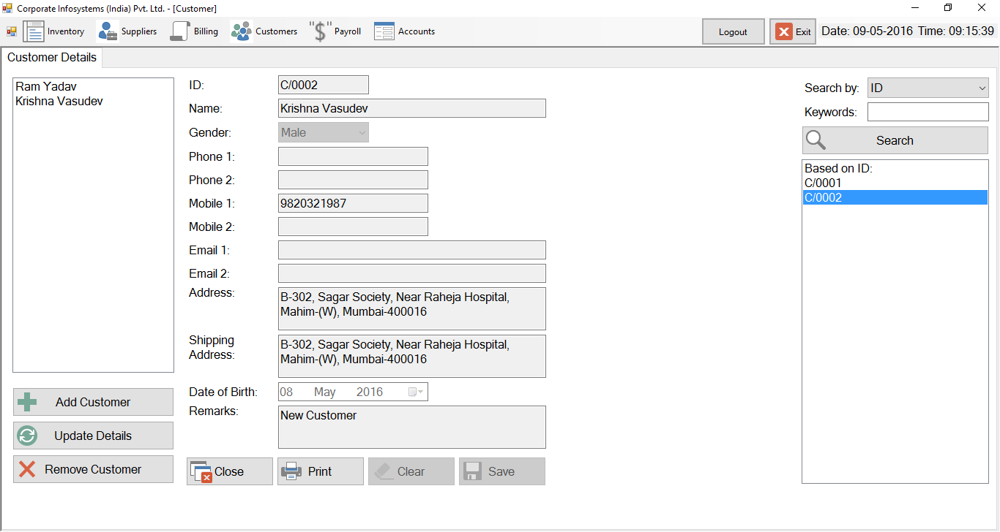 Corporate Infosystems (India) Pvt. Ltd. - [Customer]
Inventory Suppliers Billing Customers "$" Payroll Accounts Logout Exit Date: 09-05-2016 Time: 09:15:39
Customer Details
Ram Yadav
Krishna Vasudev
Add Customer
Update Details
Remove Customer
ID: C/0002
Name: Krishna Vasudev
Gender: Male
Phone 1:
Phone 2:
Mobile 1: 9820321987
Mobile 2:
Email 1:
Email 2:
Address: B-302, Sagar Society, Near Raheja Hospital,
Mahim-(W), Mumbai-400016
Shipping Address: B-302, Sagar Society, Near Raheja Hospital,
Mahim-(W), Mumbai-400016
Date of Birth: 08 May 2016
Remarks: New Customer
Close Print Clear Save
Search by: ID
Keywords:
Search
Based on ID:
C/0001
C/0002